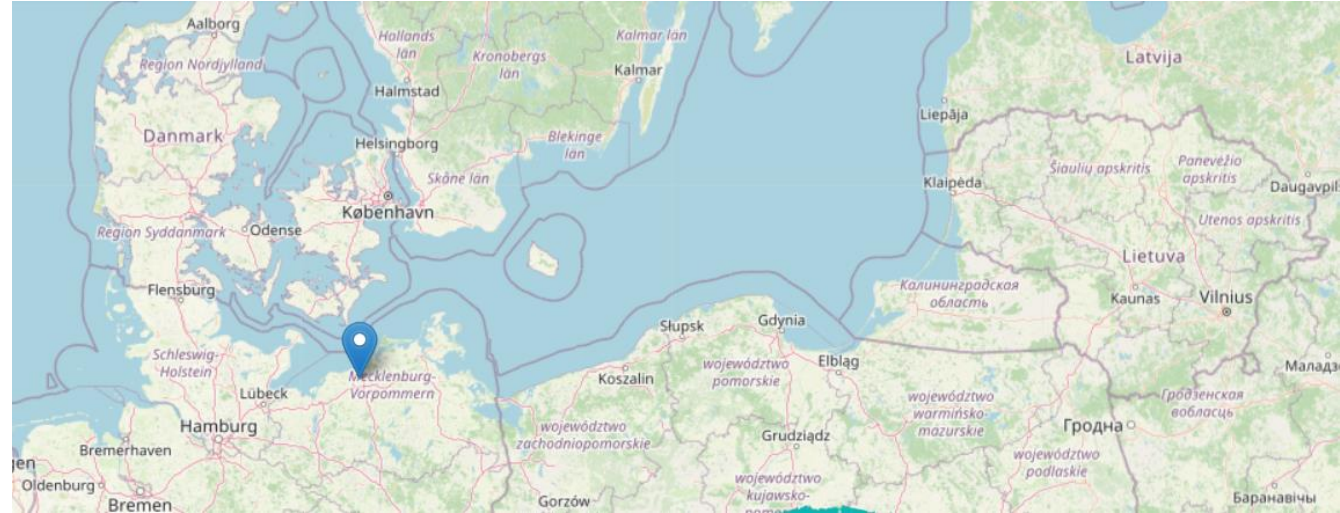 Aalborg
Hallands
län
Kronobergs
län
Kalmar län
Kalmar
Latvija
Region Nordjylland
Halmstad
Liepāja
Danmark
Helsingborg
Blekinge
län
Šiaulių apskritis
Panevėžio
apskritis
Daugavpils
Skåne län
Klaipėda
København
Utenos apskritis
Region Syddanmark
Odense
Lietuva
Flensburg
Калининградская
область
Kaunas
Vilnius
Słupsk
Gdynia
Schleswig-
Holstein
Mecklenburg-
Vorpommern
Koszalin
województwo
pomorskie
Elbląg
Lübeck
Гродзенская
вобласць
Hamburg
województwo
zachodniopomorskie
województwo
warmińsko-
mazurskie
Гродна
Bremerhaven
Grudziądz
województwo
podlaskie
Oldenburg
Bremen
Gorzów
województwo
kujawsko-
Баранавічы